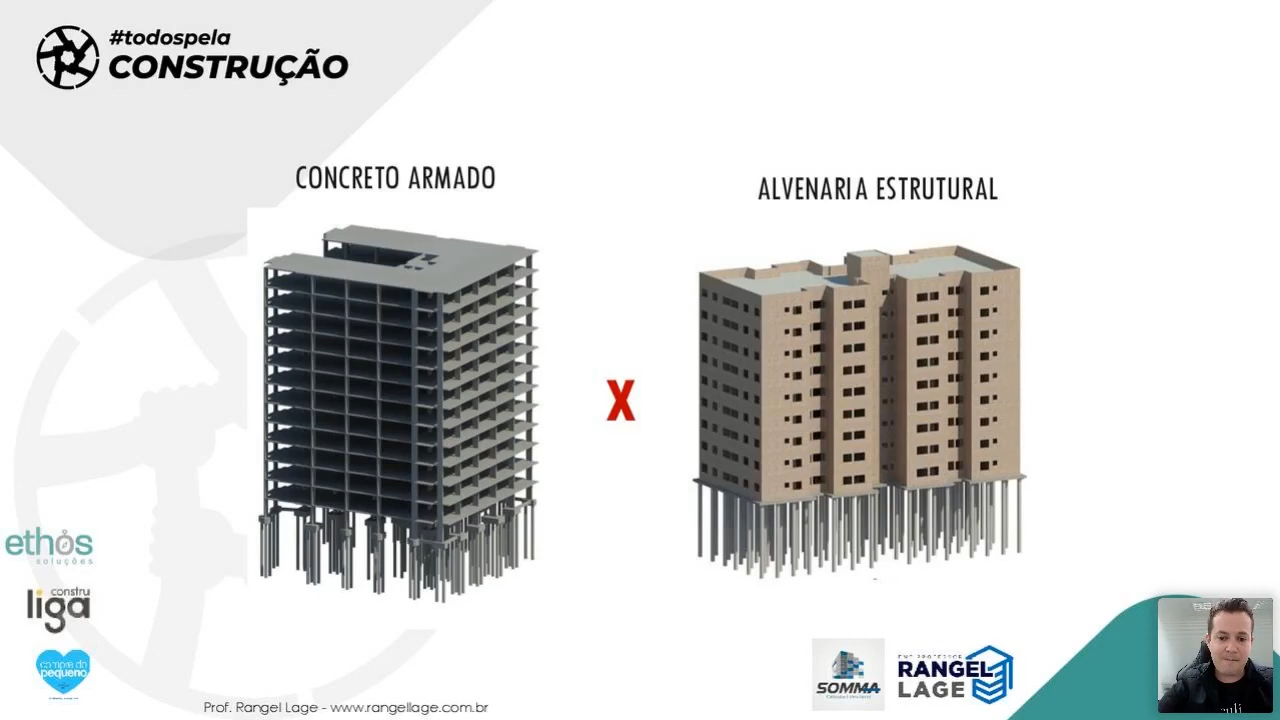 #todospela
CONSTRUÇÃO
CONCRETO ARMADO
ALVENARIA ESTRUTURAL
X
ethos
soluções
constru
liga
compre do
pequeno
SOMMA
RANGEL
LAGE
Prof. Rangel Lage - www.rangellage.com.br